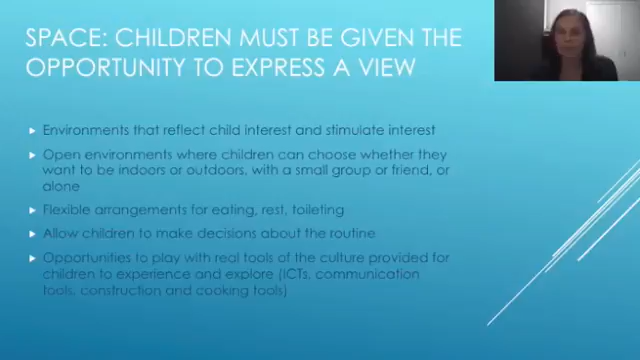 SPACE: CHILDREN MUST BE GIVEN THE
OPPORTUNITY TO EXPRESS A VIEW
Environments that reflect child interest and stimulate interest
Open environments where children can choose whether they
want to be indoors or outdoors, with a small group or friend, or
alone
Flexible arrangements for eating, rest, toileting
Allow children to make decisions about the routine
Opportunities to play with real tools of the culture provided for
children to experience and explore (ICTs, communication
tools, construction and cooking tools)